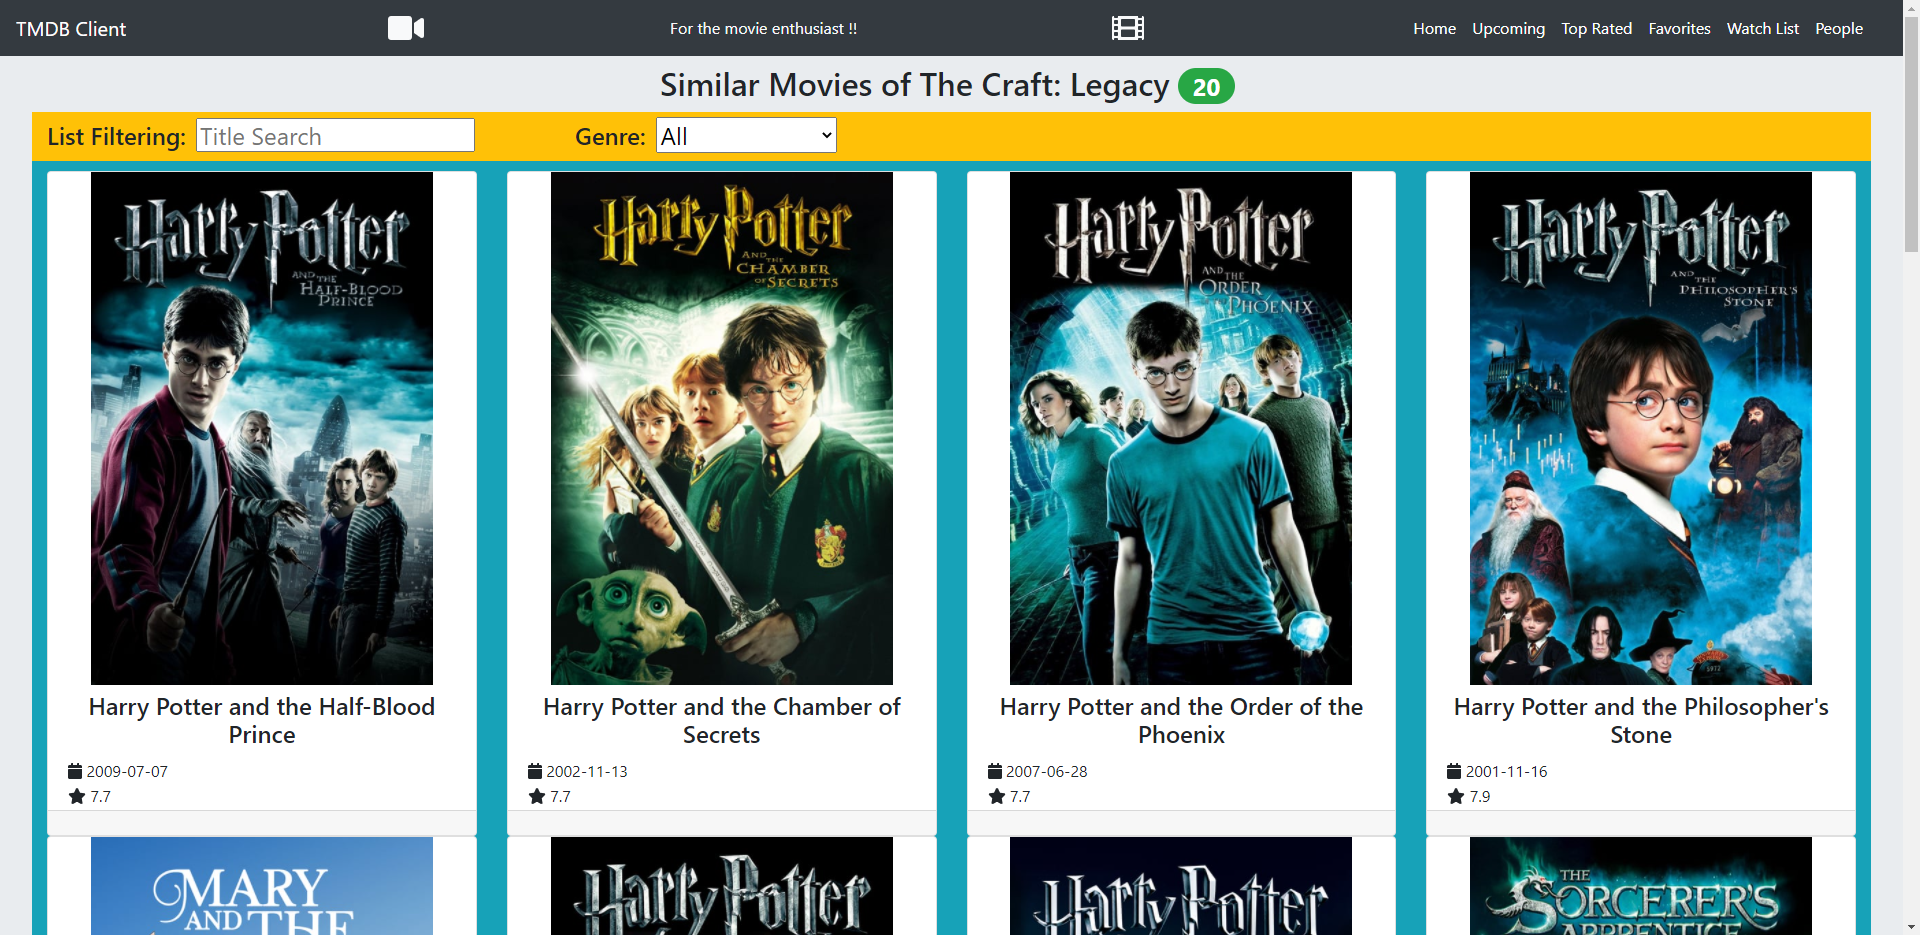 TMDB Client
For the movie enthusiast !!
Home Upcoming Top Rated Favorites Watch List People
Similar Movies of The Craft: Legacy 20
List Filtering: Title Search Genre: All
Harry Potter
AND THE
HALF-BLOOD
PRINCE
Harry Potter and the Half-Blood
Prince
2009-07-07
7.7
Harry Potter
AND THE
CHAMBER
OF SECRETS
Harry Potter and the Chamber of
Secrets
2002-11-13
7.7
Harry Potter
AND THE
ORDER
OF THE
PHOENIX
Harry Potter and the Order of the
Phoenix
2007-06-28
7.7
Harry Potter
AND THE
PHILOSOPHER'S
STONE
Harry Potter and the Philosopher's
Stone
2001-11-16
7.9
MARY
AND THE
Harry Potter
Harry Potter
THE
SORCERER'S
APPRENTICE